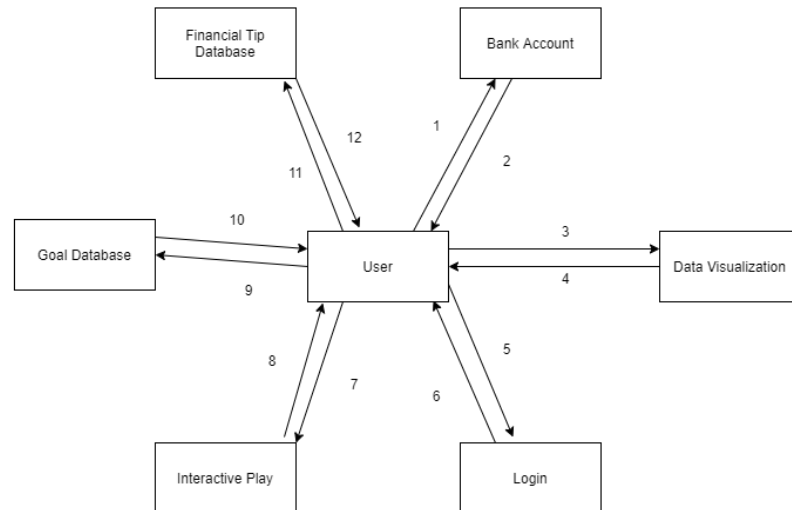 Financial Tip
Database
Bank Account
1
12
2
11
10
3
Goal Database
User
Data Visualization
4
9
5
8
7
6
Interactive Play
Login